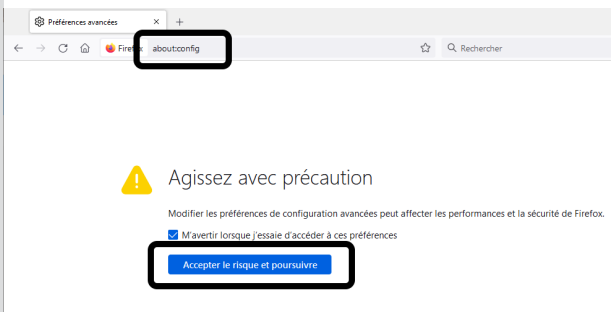 Préférences avancées
Firefox about:config Rechercher
Agissez avec précaution
Modifier les préférences de configuration avancées peut affecter les performances et la sécurité de Firefox.
M'avertir lorsque j'essaie d'accéder à ces préférences
Accepter le risque et poursuivre